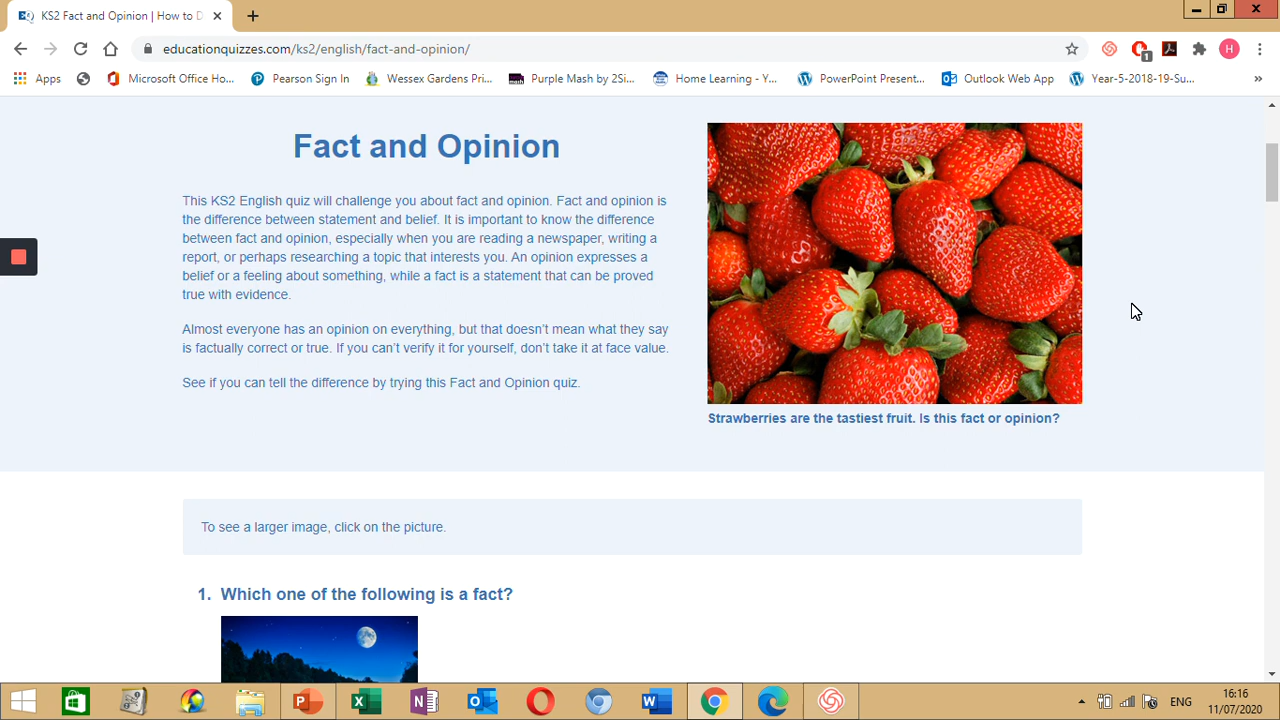 KS2 Fact and Opinion | How to D
educationquizzes.com/ks2/english/fact-and-opinion/
H
1
Apps
Microsoft Office Ho...
Pearson Sign In
Wessex Gardens Pri...
Purple Mash by 2Si...
Home Learning - Y...
PowerPoint Present...
Outlook Web App
Year-5-2018-19-Su...
»
Fact and Opinion
This KS2 English quiz will challenge you about fact and opinion. Fact and opinion is
the difference between statement and belief. It is important to know the difference
between fact and opinion, especially when you are reading a newspaper, writing a
report, or perhaps researching a topic that interests you. An opinion expresses a
belief or a feeling about something, while a fact is a statement that can be proved
true with evidence.
Almost everyone has an opinion on everything, but that doesn't mean what they say
is factually correct or true. If you can't verify it for yourself, don't take it at face value.
See if you can tell the difference by trying this Fact and Opinion quiz.
Strawberries are the tastiest fruit. Is this fact or opinion?
To see a larger image, click on the picture.
1. Which one of the following is a fact?
ENG
16:16
11/07/2020